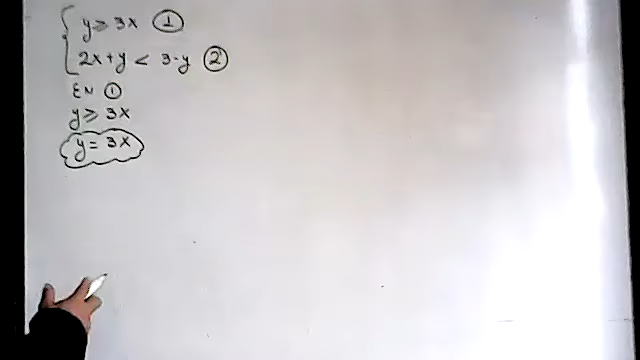 y ≥ 3x ①
2x+y < 3-y ②
EN ①
y ≥ 3x
y = 3x